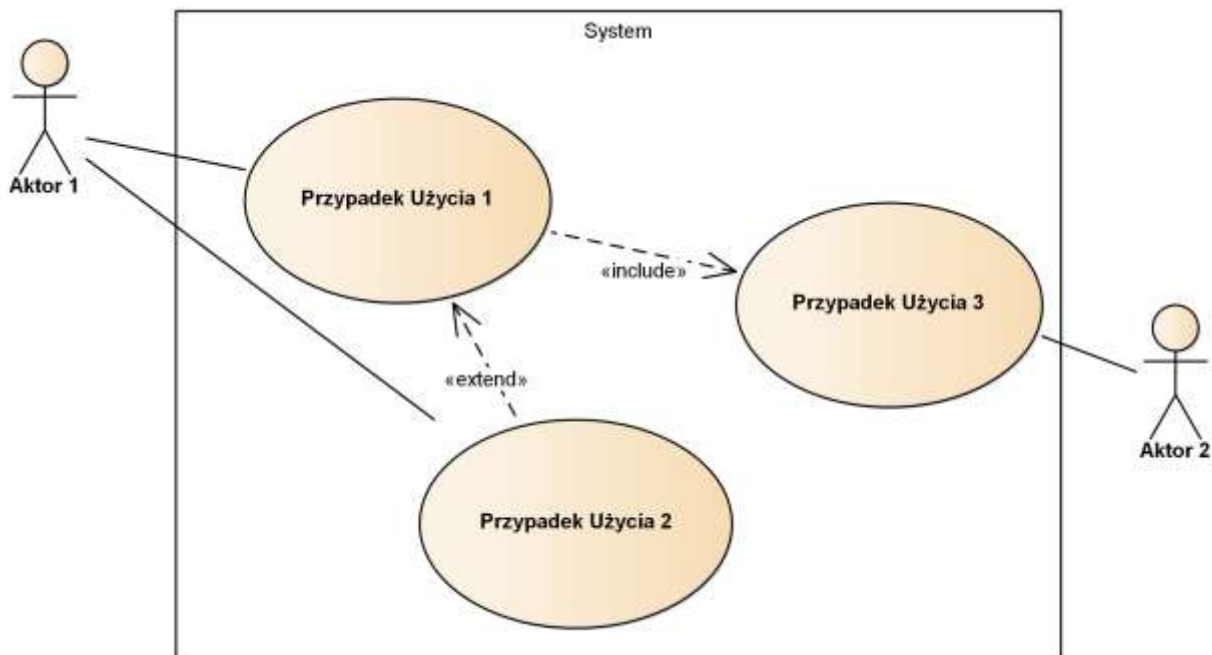 System
Aktor 1
Przypadek Użycia 1
«include»
Przypadek Użycia 3
«extend»
Aktor 2
Przypadek Użycia 2